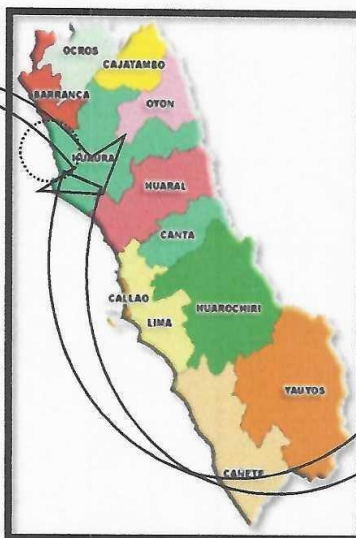 OCROS
CAJATAMBO
BARRANCA
OYON
HUAURA
HUARAL
CANTA
CALLAO
LIMA
HUAROCHIRI
YAUYOS
CAÑETE